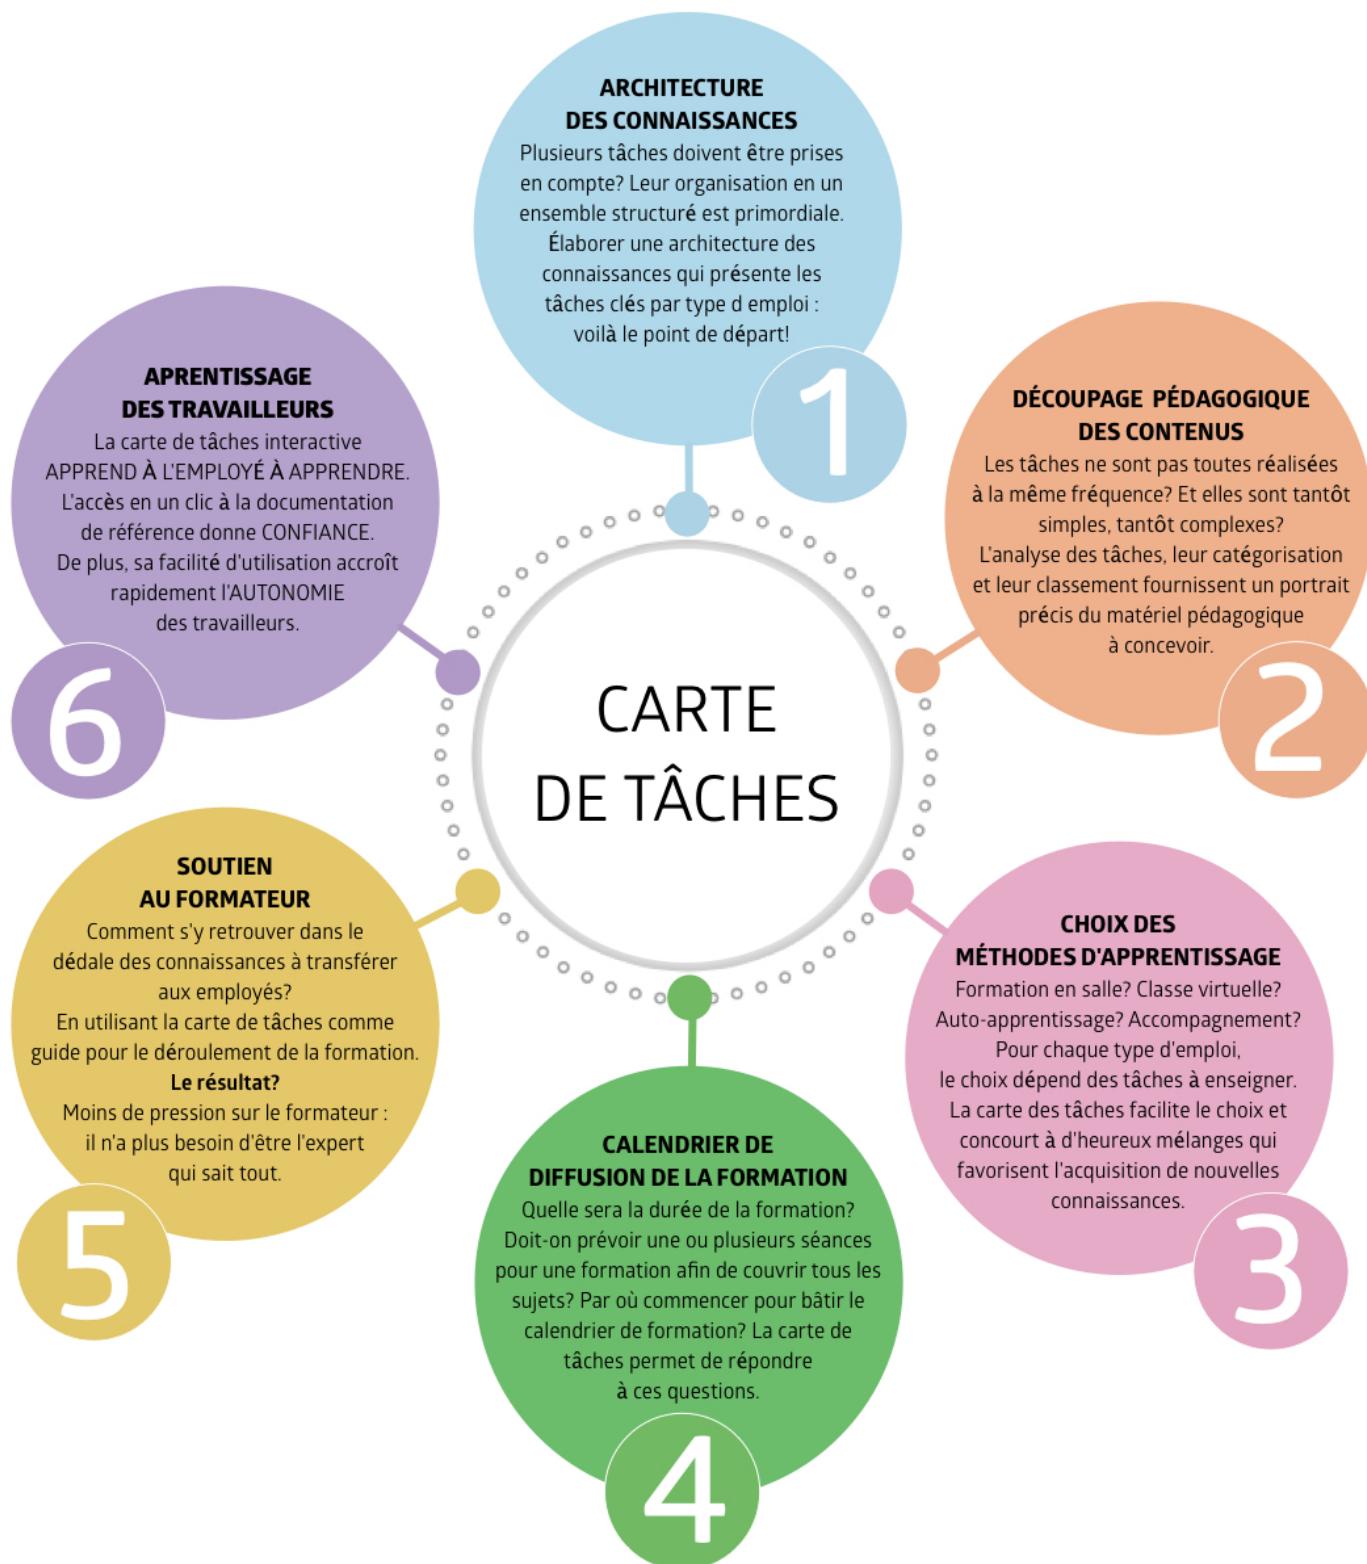 ARCHITECTURE
DES CONNAISSANCES
Plusieurs tâches doivent être prises
en compte? Leur organisation en un
ensemble structuré est primordiale.
Élaborer une architecture des
connaissances qui présente les
tâches clés par type d emploi :
voilà le point de départ!
1
DÉCOUPAGE PÉDAGOGIQUE
DES CONTENUS
Les tâches ne sont pas toutes réalisées
à la même fréquence? Et elles sont tantôt
simples, tantôt complexes?
L'analyse des tâches, leur catégorisation
et leur classement fournissent un portrait
précis du matériel pédagogique
à concevoir.
2
CHOIX DES
MÉTHODES D'APPRENTISSAGE
Formation en salle? Classe virtuelle?
Auto-apprentissage? Accompagnement?
Pour chaque type d'emploi,
le choix dépend des tâches à enseigner.
La carte des tâches facilite le choix et
concourt à d'heureux mélanges qui
favorisent l'acquisition de nouvelles
connaissances.
3
CALENDRIER DE
DIFFUSION DE LA FORMATION
Quelle sera la durée de la formation?
Doit-on prévoir une ou plusieurs séances
pour une formation afin de couvrir tous les
sujets? Par où commencer pour bâtir le
calendrier de formation? La carte de
tâches permet de répondre
à ces questions.
4
SOUTIEN
AU FORMATEUR
Comment s'y retrouver dans le
dédale des connaissances à transférer
aux employés?
En utilisant la carte de tâches comme
guide pour le déroulement de la formation.
Le résultat?
Moins de pression sur le formateur :
il n'a plus besoin d'être l'expert
qui sait tout.
5
APRENTISSAGE
DES TRAVAILLEURS
La carte de tâches interactive
APPREND À L'EMPLOYÉ À APPRENDRE.
L'accès en un clic à la documentation
de référence donne CONFIANCE.
De plus, sa facilité d'utilisation accroît
rapidement l'AUTONOMIE
des travailleurs.
6
CARTE
DE TÂCHES